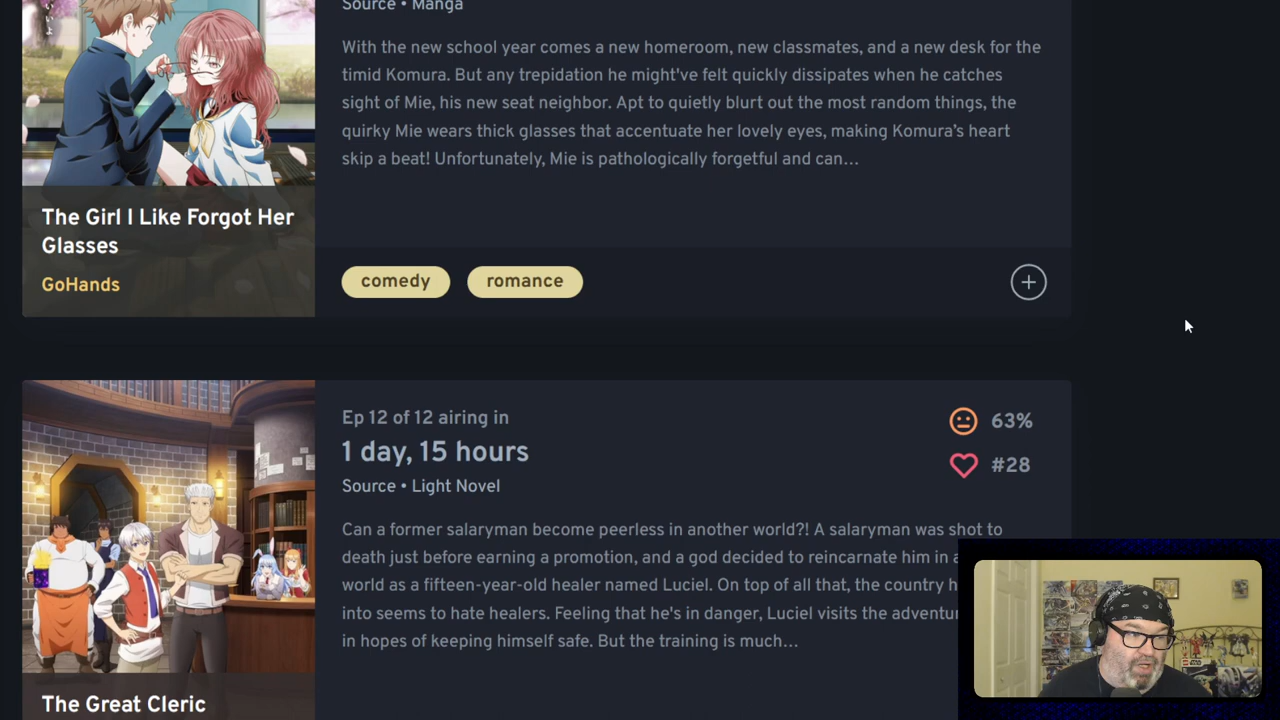 いいよ
Source • Manga
With the new school year comes a new homeroom, new classmates, and a new desk for the
timid Komura. But any trepidation he might've felt quickly dissipates when he catches
sight of Mie, his new seat neighbor. Apt to quietly blurt out the most random things, the
quirky Mie wears thick glasses that accentuate her lovely eyes, making Komura’s heart
skip a beat! Unfortunately, Mie is pathologically forgetful and can…
The Girl I Like Forgot Her
Glasses
GoHands
comedy
romance
Ep 12 of 12 airing in
63%
1 day, 15 hours
#28
Source • Light Novel
Can a former salaryman become peerless in another world?! A salaryman was shot to
death just before earning a promotion, and a god decided to reincarnate him in a
world as a fifteen-year-old healer named Luciel. On top of all that, the country h
into seems to hate healers. Feeling that he's in danger, Luciel visits the adventu
in hopes of keeping himself safe. But the training is much…
The Great Cleric